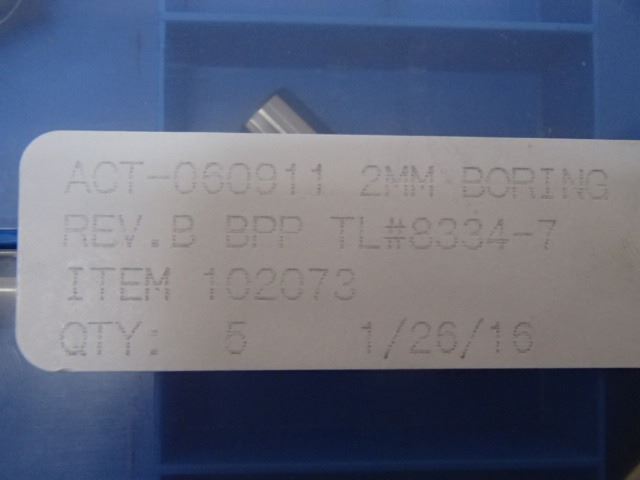 ACT-060911 2MM BORING
REV.B BPP TL#8334-7
ITEM 102073
QTY: 5 1/26/16